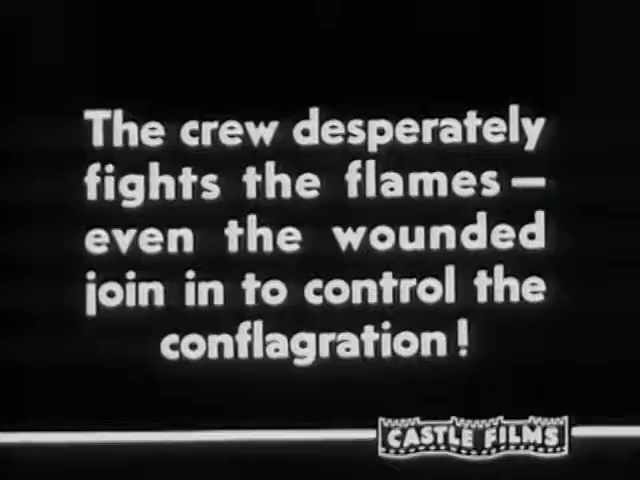 The crew desperately
fights the flames —
even the wounded
join in to control the
conflagration!
CASTLE FILMS